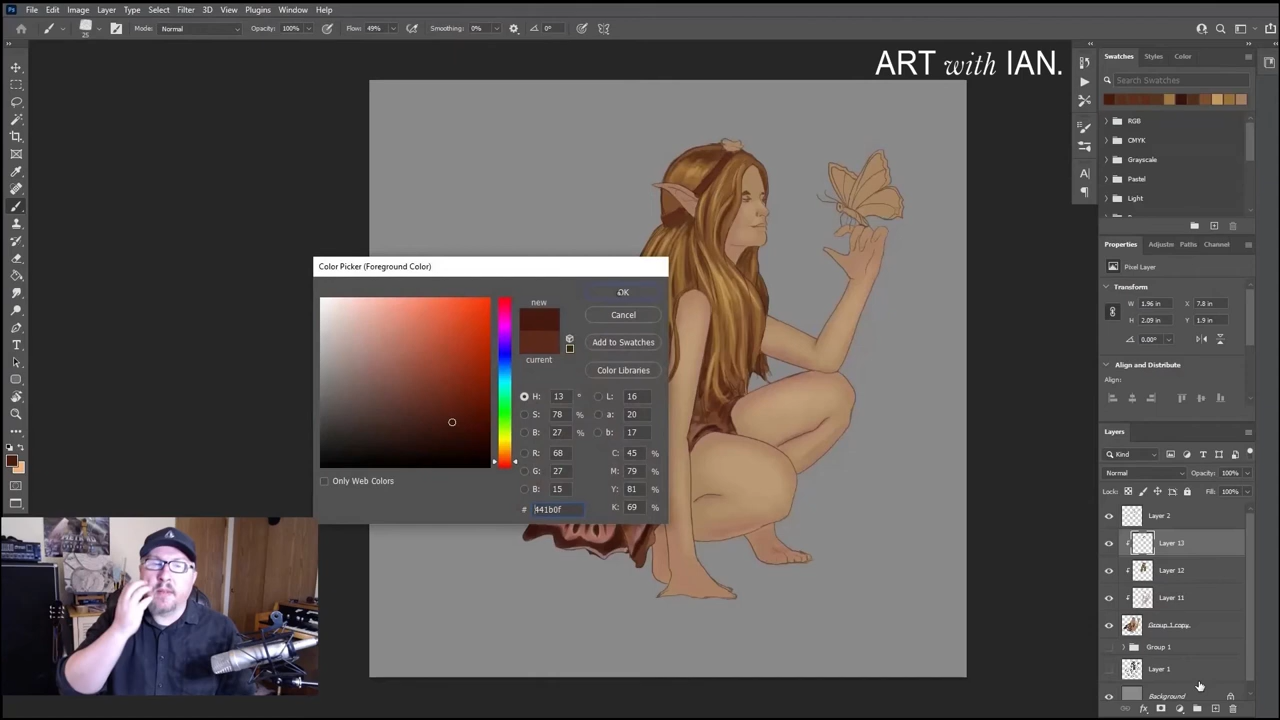 Ps File Edit Image Layer Type Select Filter 3D View Plugins Window Help
25 Mode: Normal Opacity: 100% Flow: 49% Smoothing: 0% 0°
ART with IAN.
Swatches Styles Color
Search Swatches
RGB
CMYK
Grayscale
Pastel
Light
Properties Adjustme Paths Channel
Pixel Layer
Transform
W 1.96 in X 7.8 in
H 2.09 in Y 1.9 in
0.00°
Align and Distribute
Align:
Layers
Kind
Normal Opacity: 100%
Lock: Fill: 100%
Layer 2
Layer 13
Layer 12
Layer 11
Group 1 copy
Group 1
Layer 1
Background
Color Picker (Foreground Color)
new
current
OK
Cancel
Add to Swatches
Color Libraries
H: 13 ° L: 16
S: 78 % a: 20
B: 27 % b: 17
R: 68 C: 45 %
G: 27 M: 79 %
B: 15 Y: 81 %
# 441b0f K: 69 %
Only Web Colors